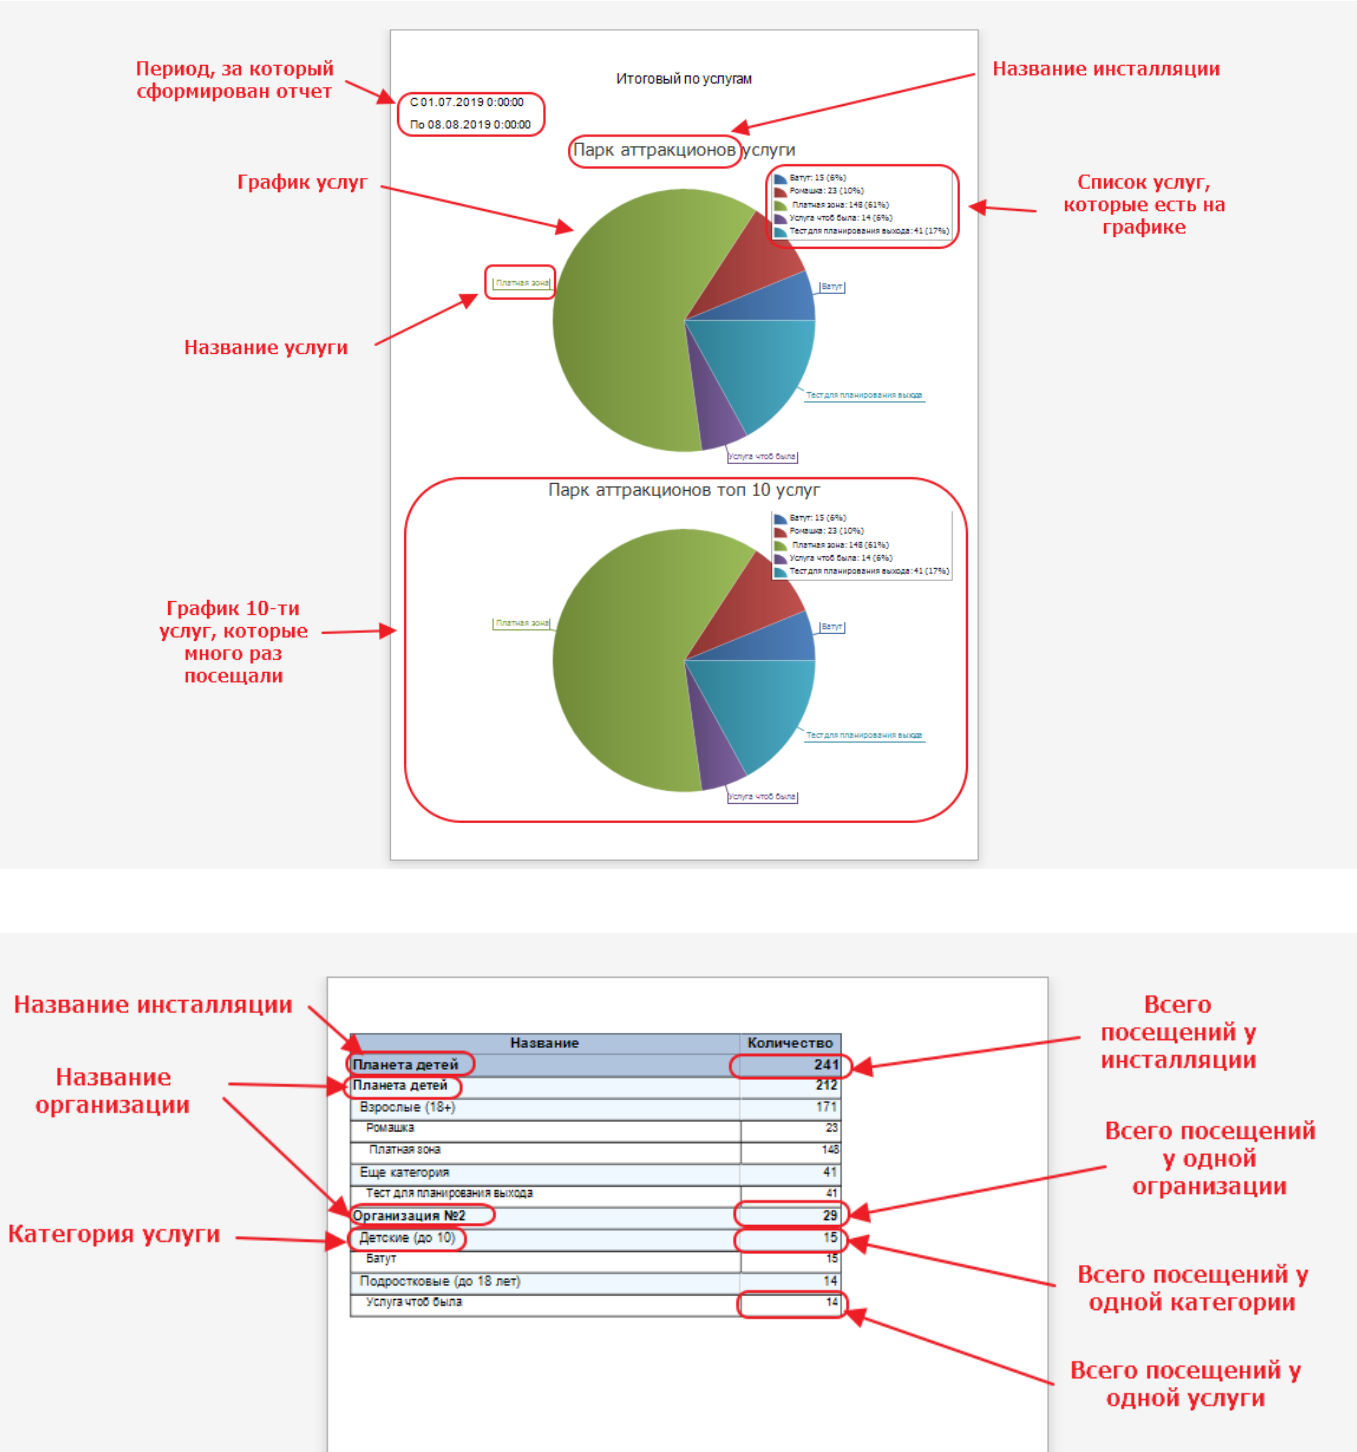 Период, за который
сформирован отчет
Итоговый по услугам
Название инсталляции
С 01.07.2019 0:00:00
По 08.08.2019 0:00:00
Парк аттракционов услуги
График услуг
Батут: 15 (6%)
Ромашка: 23 (10%)
Платная зона: 148 (61%)
Услуга чтоб была: 14 (6%)
Тест для планирования выхода: 41 (17%)
Список услуг,
которые есть на
графике
Платная зона
Батут
Название услуги
Тест для планирования выхода
Услуга чтоб была
Парк аттракционов топ 10 услуг
Батут: 15 (6%)
Ромашка: 23 (10%)
Платная зона: 148 (61%)
Услуга чтоб была: 14 (6%)
Тест для планирования выхода: 41 (17%)
График 10-ти
услуг, которые
много раз
посещали
Платная зона
Батут
Тест для планирования выхода
Услуга чтоб была
Название инсталляции
Название
организации
Категория услуги
Название Количество
Планета детей 241
Планета детей 212
Взрослые (18+) 171
Ромашка 23
Платная зона 148
Еще категория 41
Тест для планирования выхода 41
Организация №2 29
Детские (до 10) 15
Батут 15
Подростковые (до 18 лет) 14
Услуга чтоб была 14
Всего
посещений у
инсталляции
Всего посещений
у одной
огранизации
Всего посещений у
одной категории
Всего посещений у
одной услуги